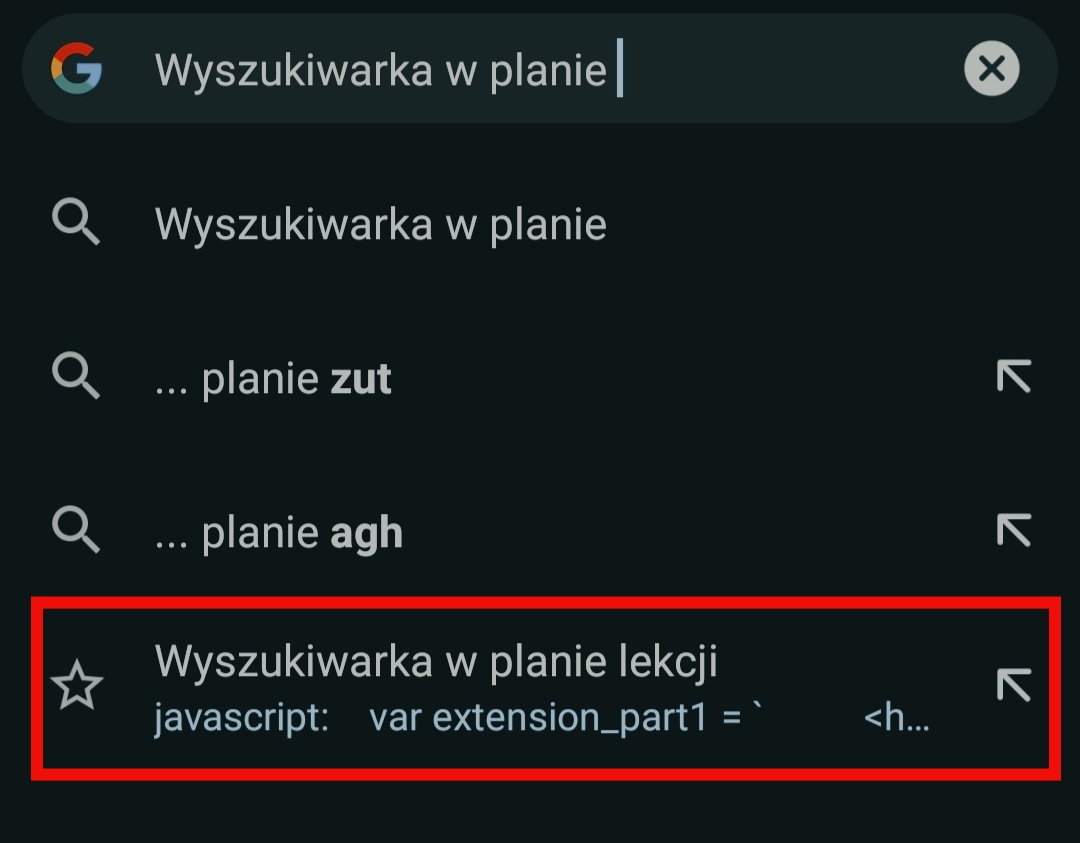 Wyszukiwarka w planie
Wyszukiwarka w planie
... planie zut
... planie agh
Wyszukiwarka w planie lekcji
javascript: var extension_part1 = ` <h...